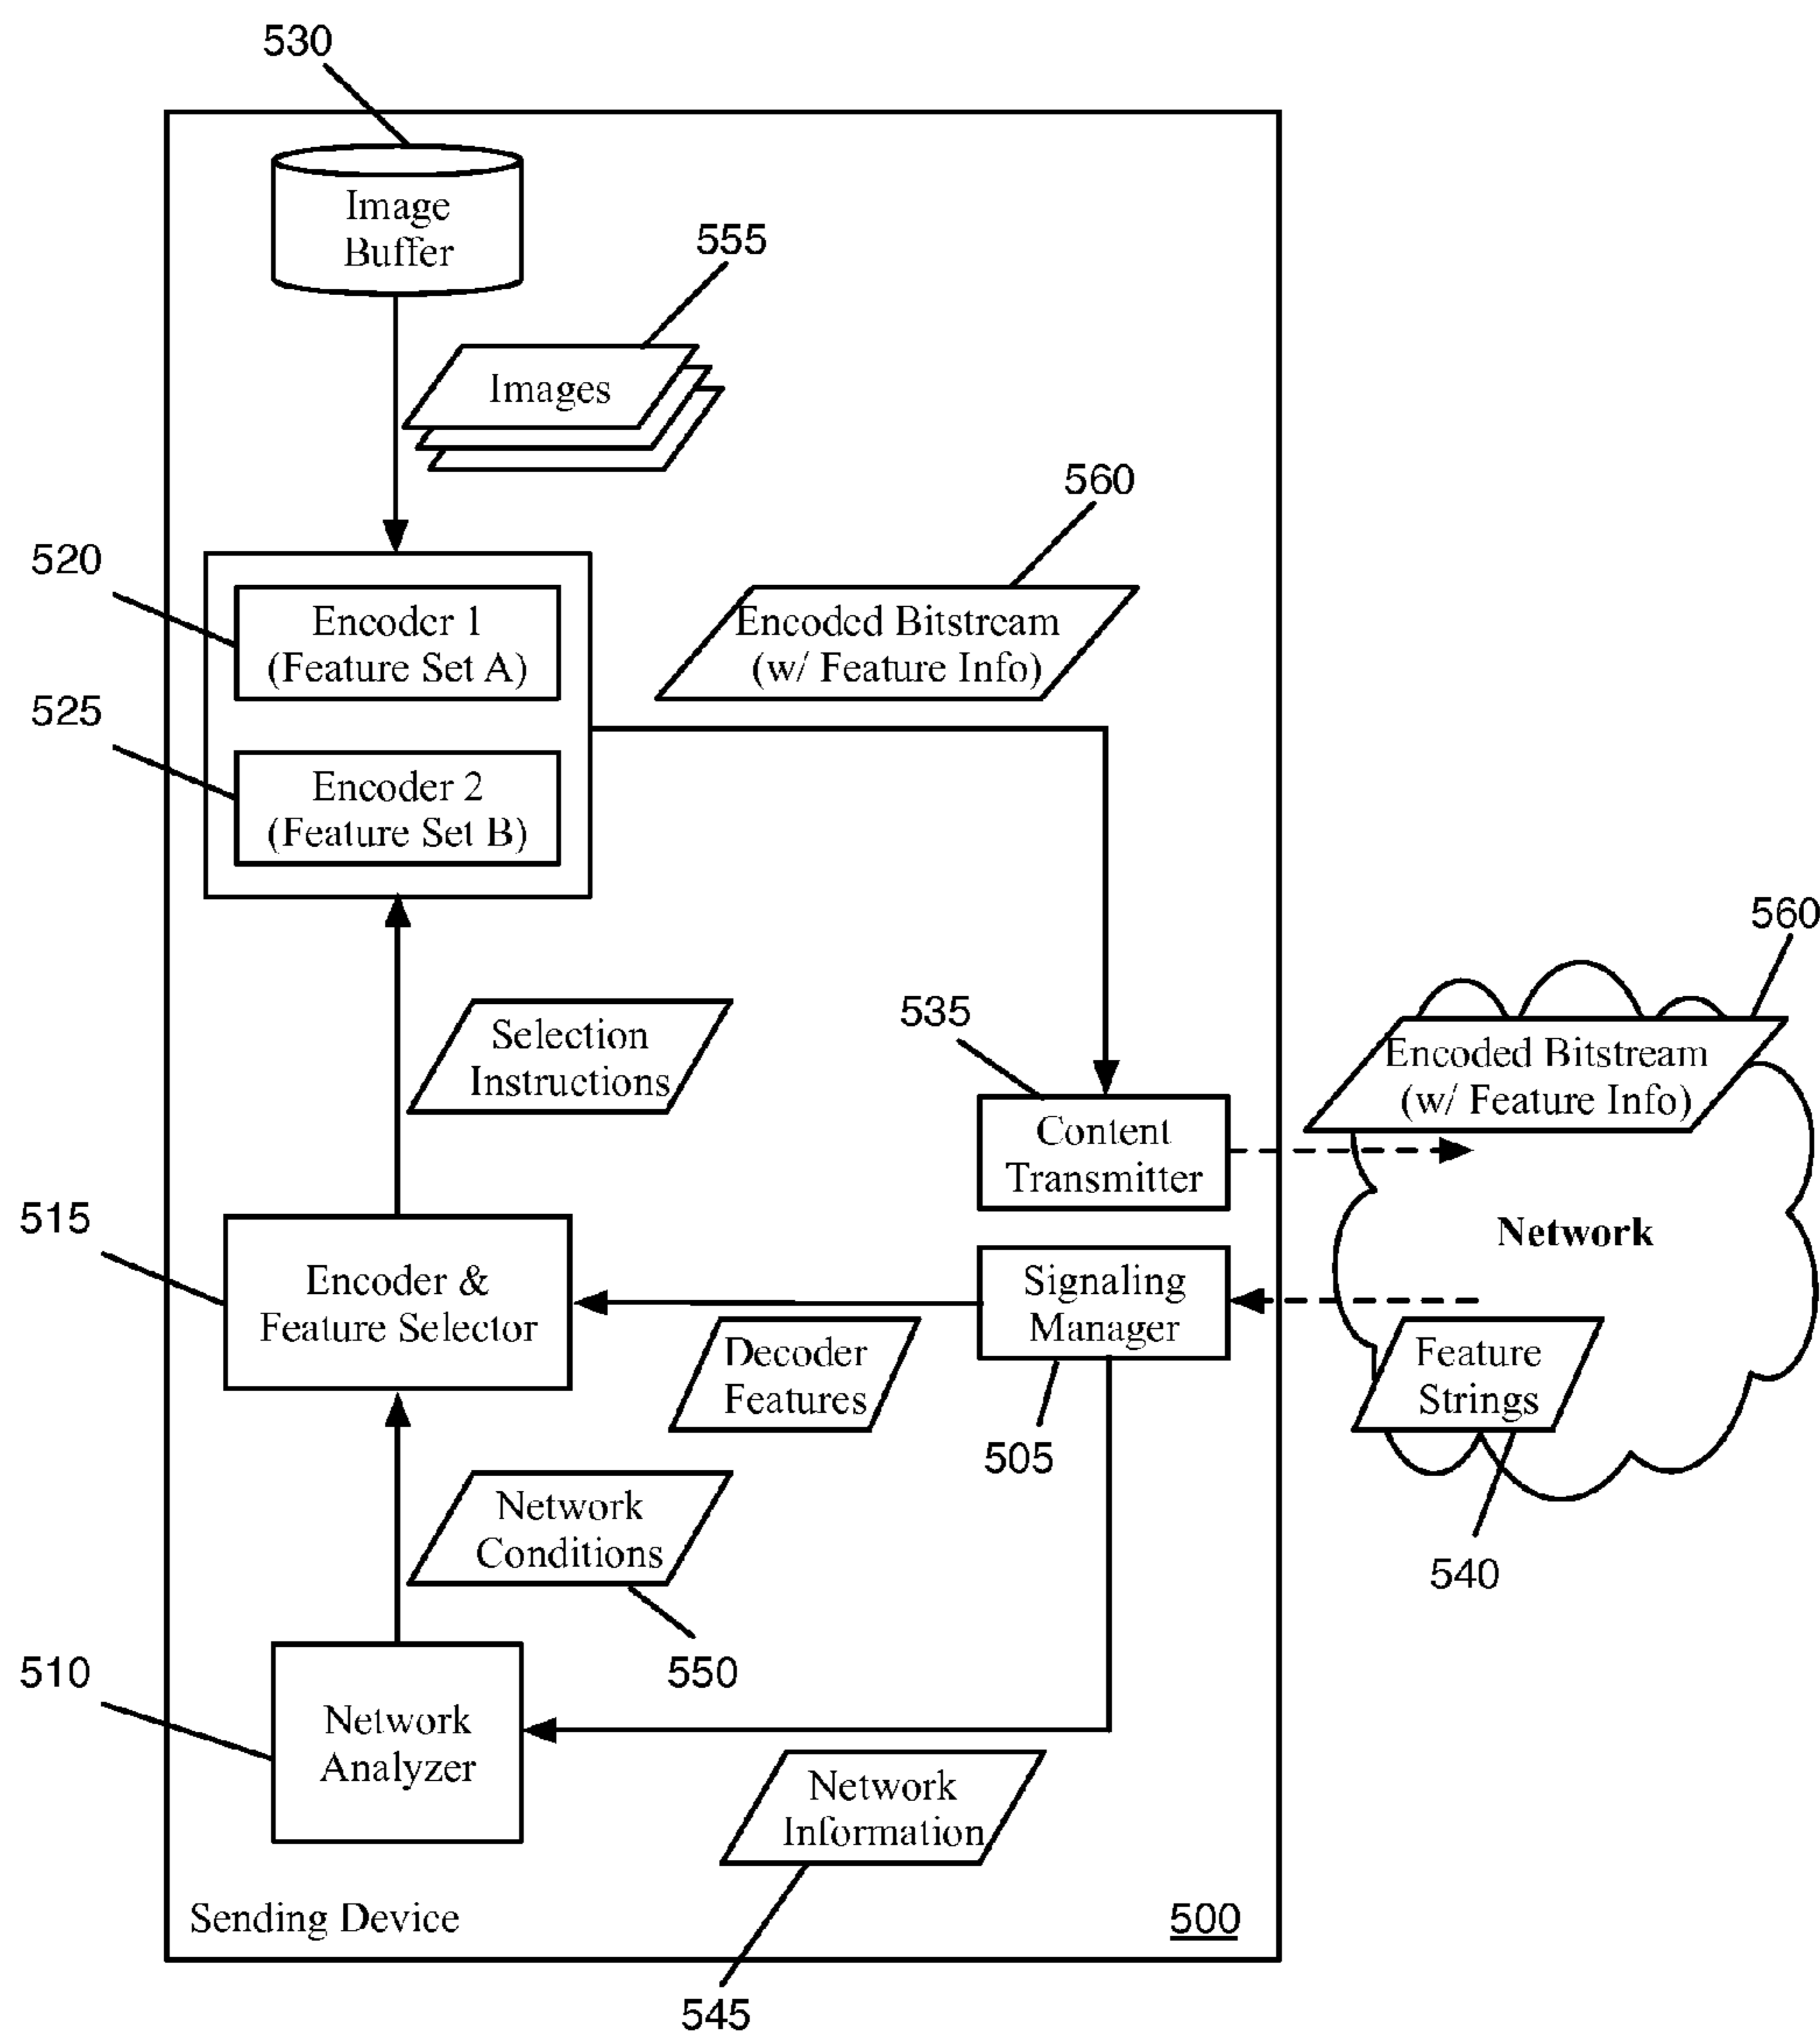 530
Image
Buffer
555
Images
560
520
Encoder 1
(Feature Set A)
Encoded Bitstream
(w/ Feature Info)
525
Encoder 2
(Feature Set B)
560
Selection
Instructions
535
Encoded Bitstream
(w/ Feature Info)
Content
Transmitter
515
Network
Encoder &
Feature Selector
Signaling
Manager
Decoder
Features
Feature
Strings
505
Network
Conditions
540
510
550
Network
Analyzer
Network
Information
Sending Device
500
545